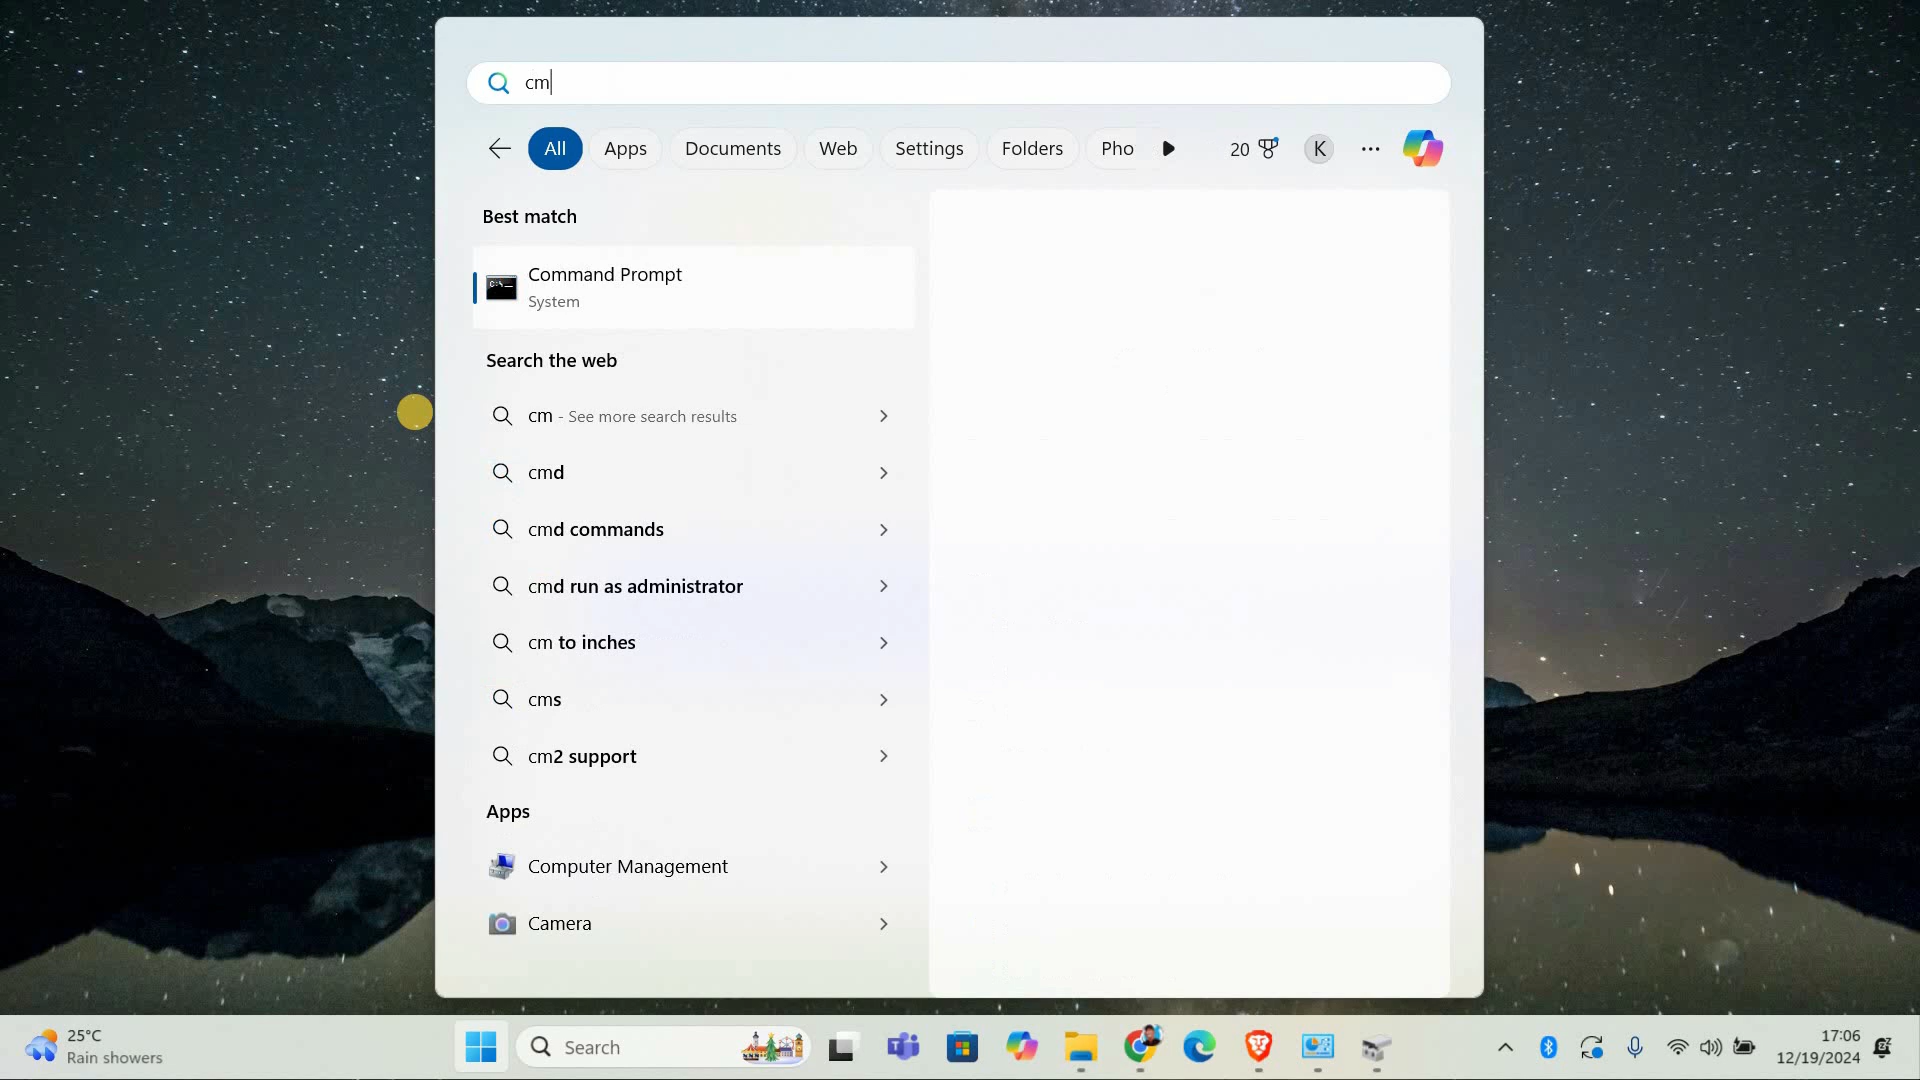 cm
All
Apps
Documents
Web
Settings
Folders
Pho
20
K
Best match
Command Prompt
System
Search the web
cm - See more search results
cmd
cmd commands
cmd run as administrator
cm to inches
cms
cm2 support
Apps
Computer Management
Camera
25°C
Rain showers
Search
17:06
12/19/2024